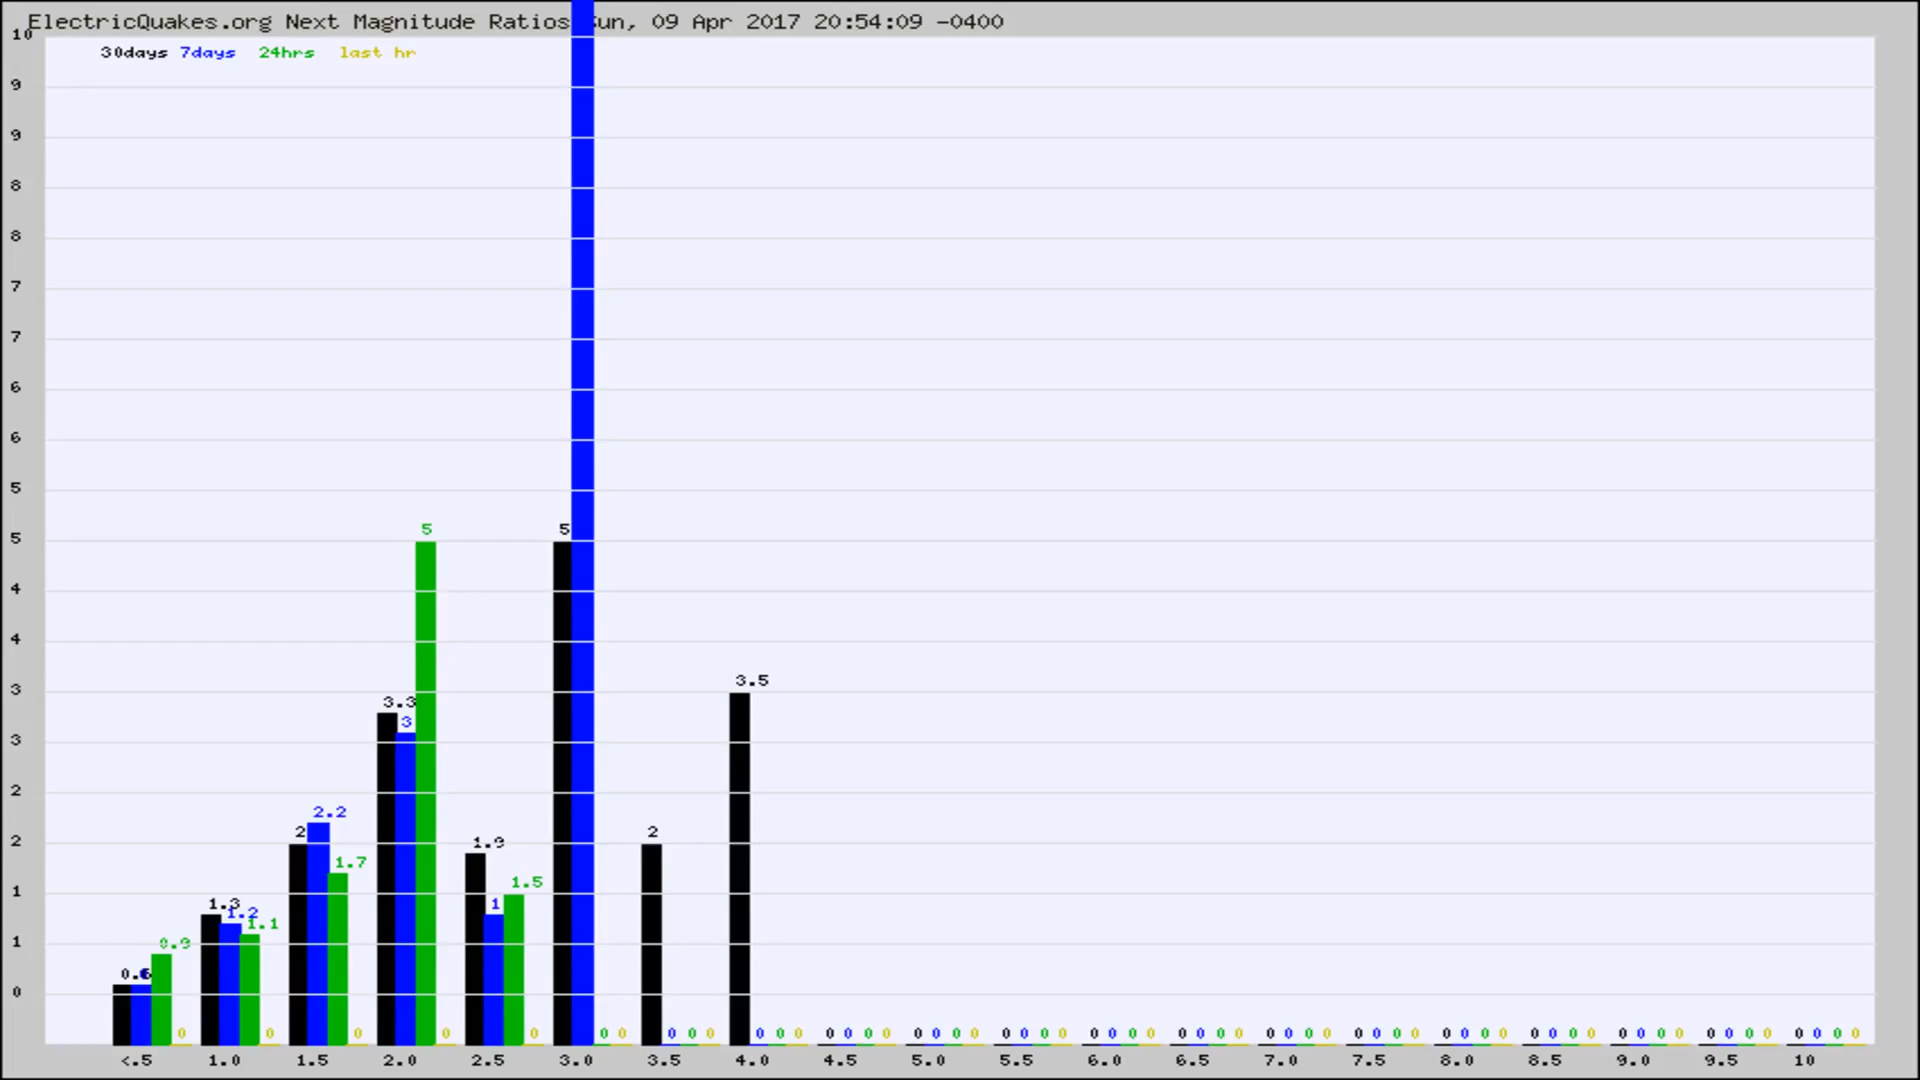 ElectricQuakes.org Next Magnitude Ratios Sun, 09 Apr 2017 20:54:09 -0400
30days 7days 24hrs last hr
10
9
9
8
8
7
7
6
6
5
5
4
4
3
3
2
2
1
1
0
0.6 0.9 0
1.3 1.2 1.1 0
2 2.2 1.7 0
3.3 3 5 0
1.9 1 1.5 0
5 0 0
2 0 0 0
3.5 0 0 0
0 0 0 0
0 0 0 0
0 0 0 0
0 0 0 0
0 0 0 0
0 0 0 0
0 0 0 0
0 0 0 0
0 0 0 0
0 0 0 0
0 0 0 0
0 0 0 0
<.5 1.0 1.5 2.0 2.5 3.0 3.5 4.0 4.5 5.0 5.5 6.0 6.5 7.0 7.5 8.0 8.5 9.0 9.5 10